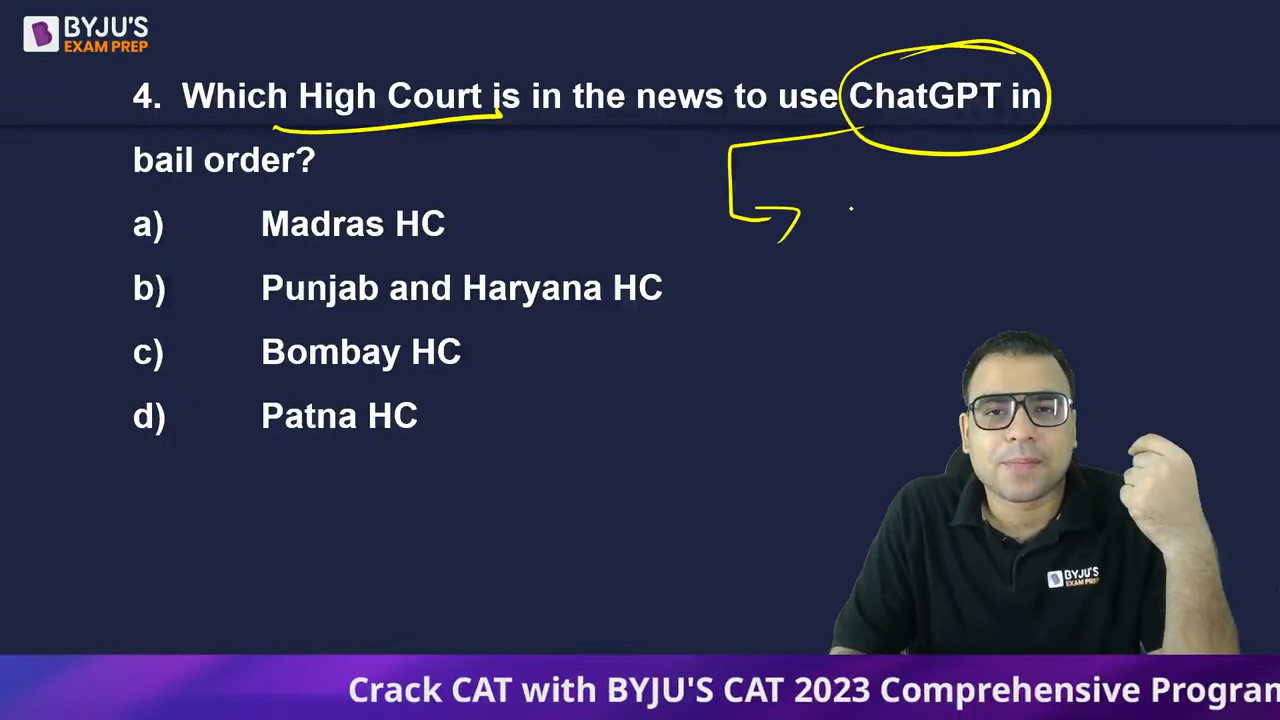 BYJU'S
EXAM PREP
4. Which High Court is in the news to use ChatGPT in
bail order?
a) Madras HC
b) Punjab and Haryana HC
c) Bombay HC
d) Patna HC
BYJU'S
EXAM PREP
Crack CAT with BYJU'S CAT 2023 Comprehensive Program